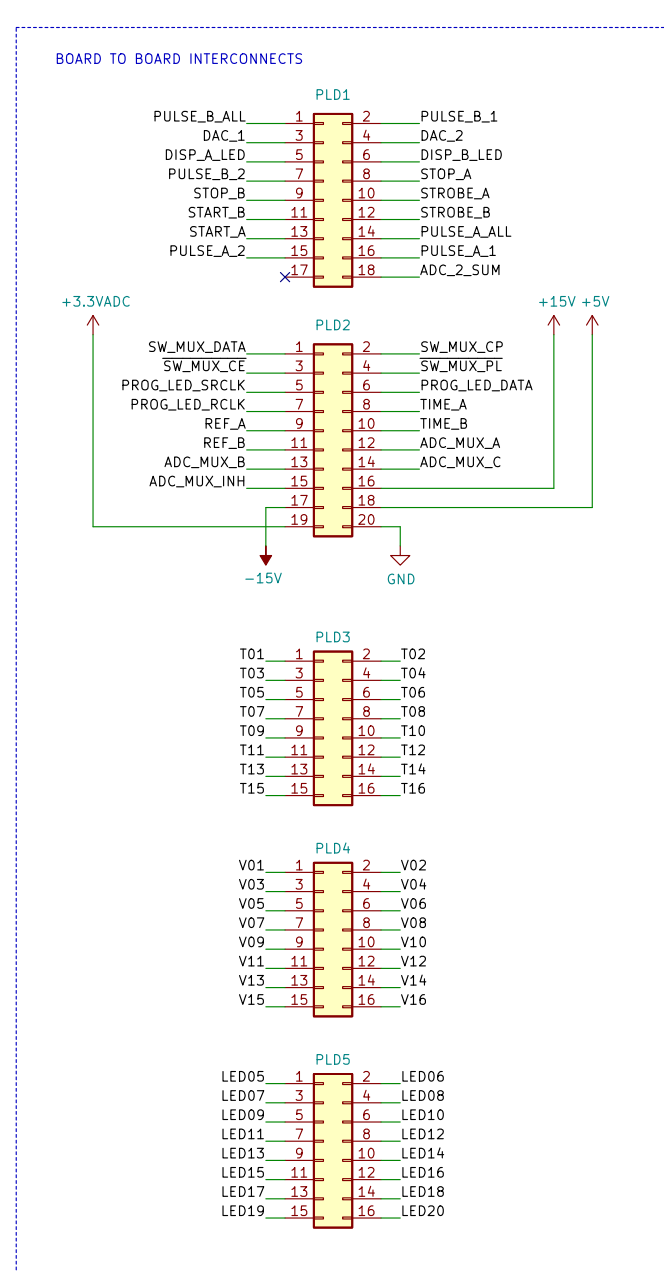 BOARD TO BOARD INTERCONNECTS
PLD1
PULSE_B_ALL 1 2 PULSE_B_1
DAC_1 3 4 DAC_2
DISP_A_LED 5 6 DISP_B_LED
PULSE_B_2 7 8 STOP_A
STOP_B 9 10 STROBE_A
START_B 11 12 STROBE_B
START_A 13 14 PULSE_A_ALL
PULSE_A_2 15 16 PULSE_A_1
17 18 ADC_2_SUM
+3.3VADC +15V +5V
PLD2
SW_MUX_DATA 1 2 SW_MUX_CP
SW_MUX_CE 3 4 SW_MUX_PL
PROG_LED_SRCLK 5 6 PROG_LED_DATA
PROG_LED_RCLK 7 8 TIME_A
REF_A 9 10 TIME_B
REF_B 11 12 ADC_MUX_A
ADC_MUX_B 13 14 ADC_MUX_C
ADC_MUX_INH 15 16
17 18
19 20
-15V GND
PLD3
T01 1 2 T02
T03 3 4 T04
T05 5 6 T06
T07 7 8 T08
T09 9 10 T10
T11 11 12 T12
T13 13 14 T14
T15 15 16 T16
PLD4
V01 1 2 V02
V03 3 4 V04
V05 5 6 V06
V07 7 8 V08
V09 9 10 V10
V11 11 12 V12
V13 13 14 V14
V15 15 16 V16
PLD5
LED05 1 2 LED06
LED07 3 4 LED08
LED09 5 6 LED10
LED11 7 8 LED12
LED13 9 10 LED14
LED15 11 12 LED16
LED17 13 14 LED18
LED19 15 16 LED20